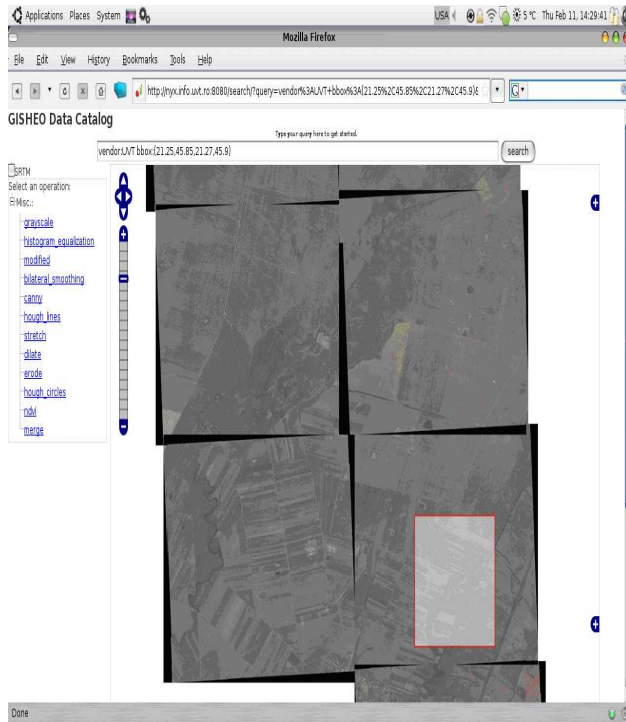 Applications Places System
USA
5 °C Thu Feb 11, 14:29:41
Mozilla Firefox
File Edit View History Bookmarks Tools Help
http://nyx.info.uvt.ro:8080/search/?query=vendor%3AUVT+bbox%3A{21.25%2C45.85%2C21.27%2C45.9}&
G
GISHEO Data Catalog
Type your query here to get started.
vendor:UVT bbox:{21.25,45.85,21.27,45.9}
search
SRTM
Select an operation:
Misc.:
grayscale
histogram_equalization
modified
bilateral_smoothing
canny
hough_lines
stretch
dilate
erode
hough_circles
ndvi
merge
Done